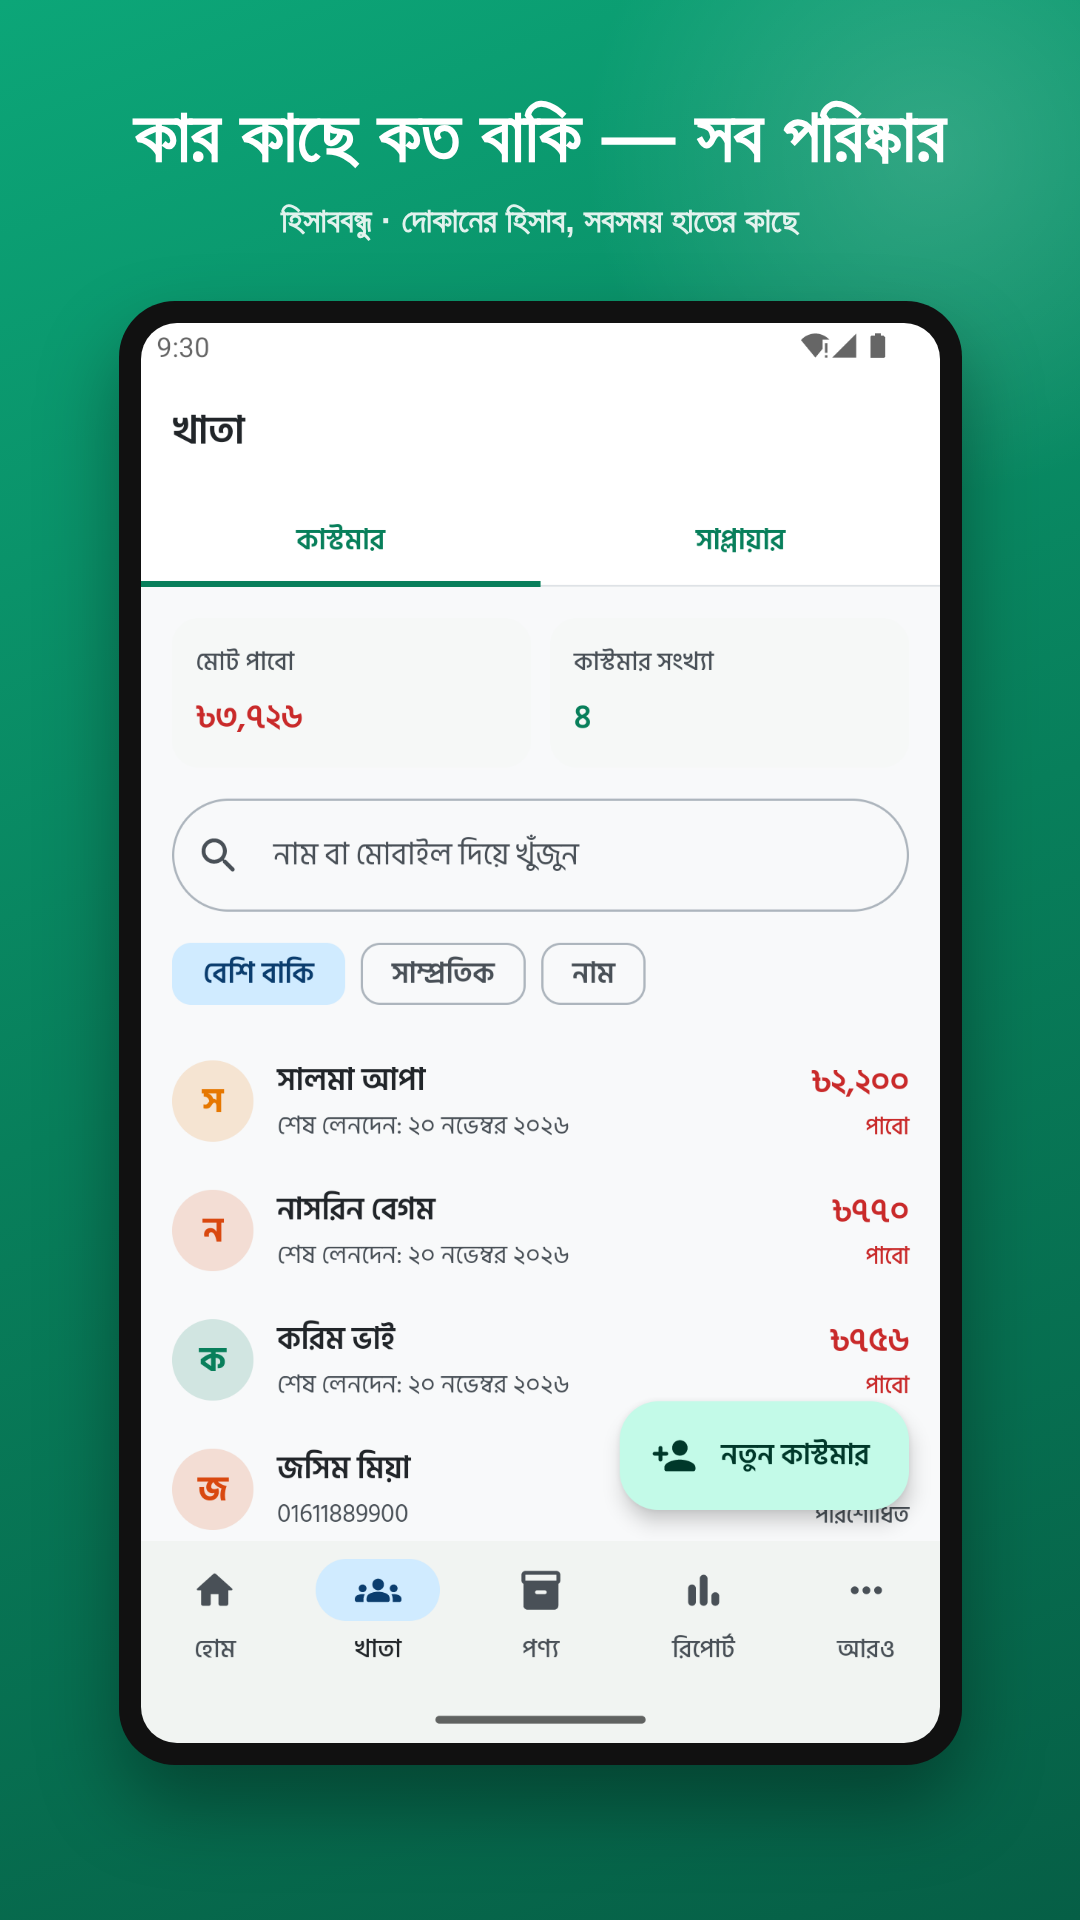 কার কাছে কত বাকি — সব পরিষ্কার
হিসাববন্ধু · দোকানের হিসাব, সবসময় হাতের কাছে
9:30
খাতা
কাস্টমার
সাপ্লায়ার
মোট পাবো
কাস্টমার সংখ্যা
৳৩,৭২৬
৪
নাম বা মোবাইল দিয়ে খুঁজুন
বেশি বাকি
সাম্প্রতিক
নাম
স
সালমা আপা
৳২,২০০
শেষ লেনদেন: ২০ নভেম্বর ২০২৬
পাবো
ন
নাসরিন বেগম
৳৭৭০
শেষ লেনদেন: ২০ নভেম্বর ২০২৬
পাবো
ক
করিম ভাই
৳৭৫৬
শেষ লেনদেন: ২০ নভেম্বর ২০২৬
পাবো
জ
জসিম মিয়া
নতুন কাস্টমার
01611889900
পরিশোধিত
হোম
খাতা
পণ্য
রিপোর্ট
আরও